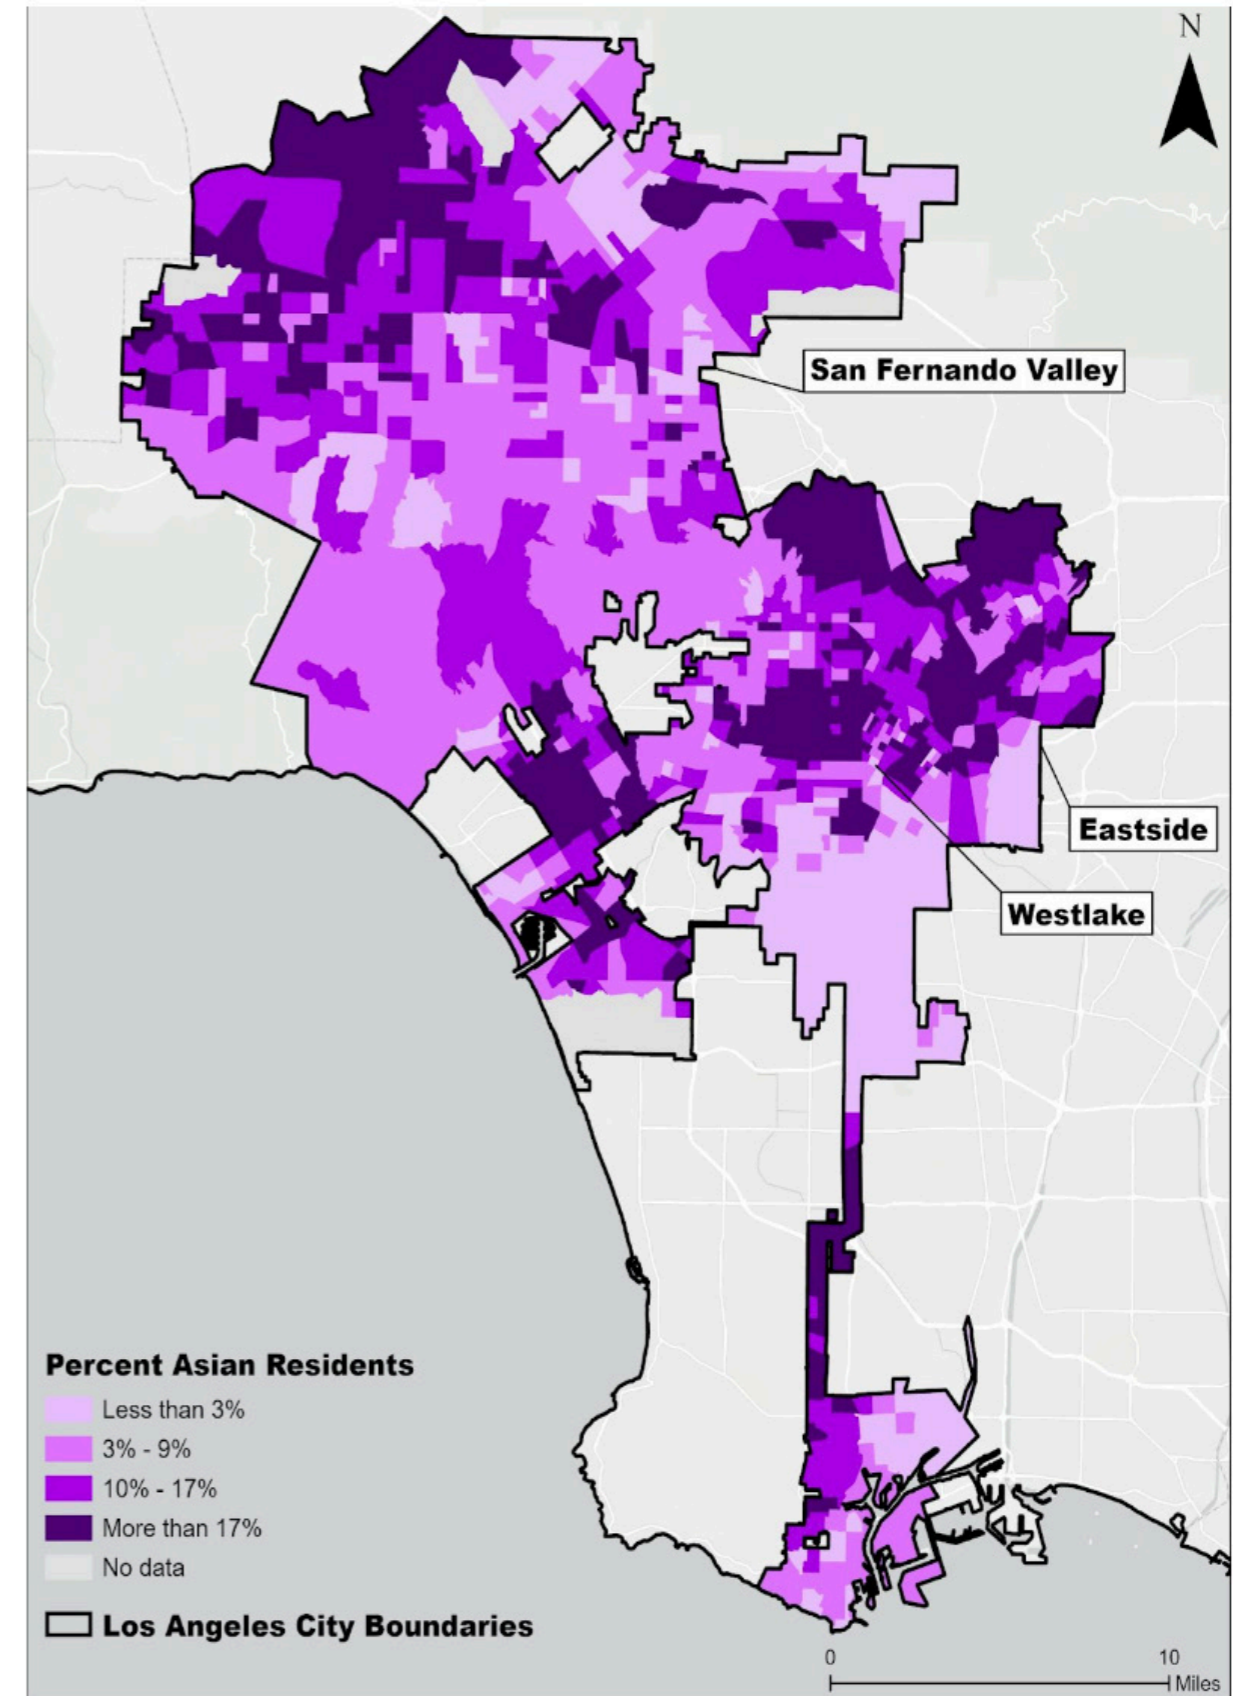 N
San Fernando Valley
Eastside
Westlake
Percent Asian Residents
Less than 3%
3% - 9%
10% - 17%
More than 17%
No data
Los Angeles City Boundaries
0 10
Miles